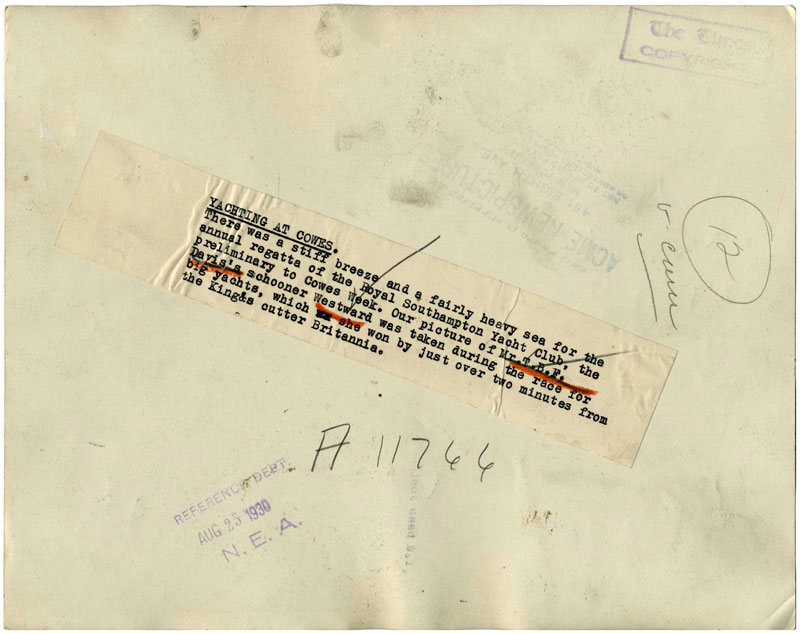 The Times
COPYRIGHT
ACME NEWSPICTURES
12
YACHTING AT COWES.
There was a stiff breeze and a fairly heavy sea for the
annual regatta of the Royal Southampton Yacht Club, the
preliminary to Cowes Week. Our picture of Mr.T.B.F.
Davis's schooner Westward was taken during the race for
big yachts, which she won by just over two minutes from
the King&s cutter Britannia.
A 11766
REFERENCE DEPT.
AUG 25 1930
N. E. A.